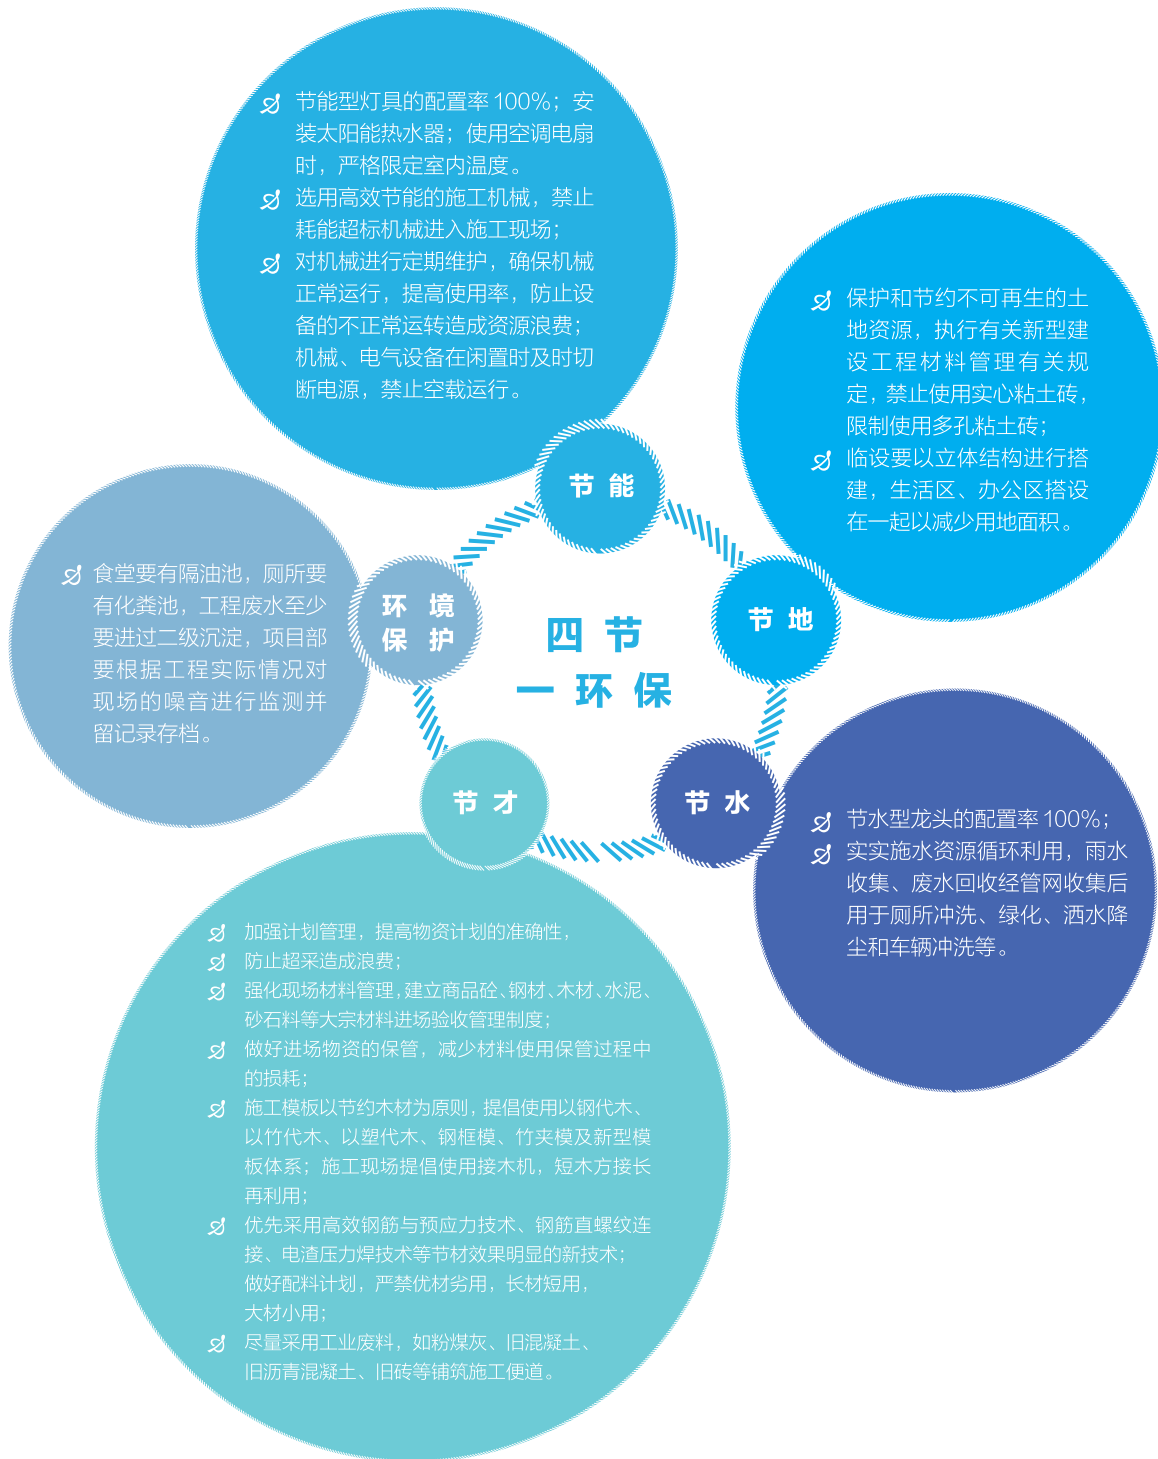 节能型灯具的配置率100%；安
装太阳能热水器；使用空调电扇
时，严格限定室内温度。
选用高效节能的施工机械，禁止
耗能超标机械进入施工现场；
对机械进行定期维护，确保机械
正常运行，提高使用率，防止设
备的不正常运转造成资源浪费；
机械、电气设备在闲置时及时切
断电源，禁止空载运行。
节能
保护和节约不可再生的土
地资源，执行有关新型建
设工程材料管理有关规
定，禁止使用实心粘土砖，
限制使用多孔粘土砖；
临设要以立体结构进行搭
建，生活区、办公区搭设
在一起以减少用地面积。
节地
食堂要有隔油池，厕所要
有化粪池，工程废水至少
要进过二级沉淀，项目部
要根据工程实际情况对
现场的噪音进行监测并
留记录存档。
环境
保护
四节
一环保
节才
节水
节水型龙头的配置率100%；
实实施水资源循环利用，雨水
收集、废水回收经管网收集后
用于厕所冲洗、绿化、洒水降
尘和车辆冲洗等。
加强计划管理，提高物资计划的准确性，
防止超采造成浪费；
强化现场材料管理，建立商品砼、钢材、木材、水泥、
砂石料等大宗材料进场验收管理制度；
做好进场物资的保管，减少材料使用保管过程中
的损耗；
施工模板以节约木材为原则，提倡使用以钢代木、
以竹代木、以塑代木、钢框模、竹夹模及新型模
板体系；施工现场提倡使用接木机，短木方接长
再利用；
优先采用高效钢筋与预应力技术、钢筋直螺纹连
接、电渣压力焊技术等节材效果明显的新技术；
做好配料计划，严禁优材劣用，长材短用，
大材小用；
尽量采用工业废料，如粉煤灰、旧混凝土、
旧沥青混凝土、旧砖等铺筑施工便道。